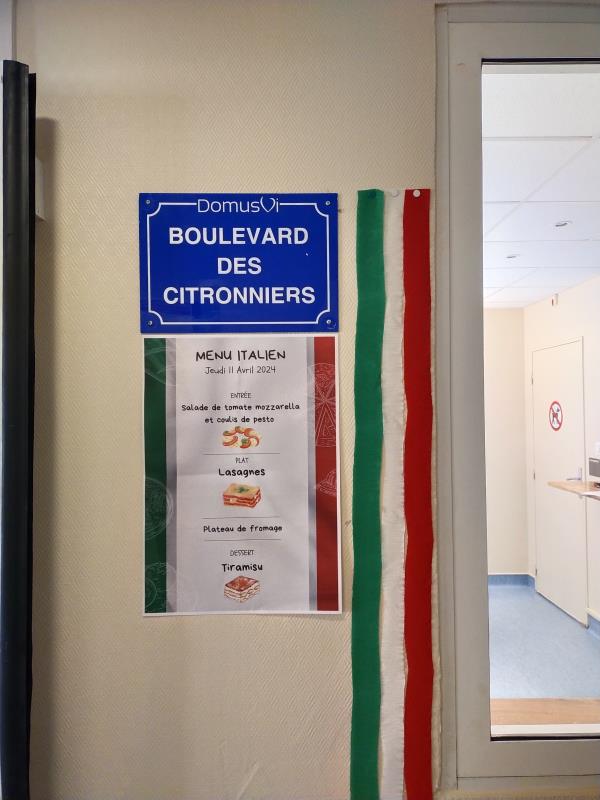 DomusVi
BOULEVARD
DES
CITRONNIERS
MENU ITALIEN
Jeudi 11 Avril 2024
ENTRÉE
Salade de tomate mozzarella
et coulis de pesto
PLAT
Lasagnes
Plateau de fromage
DESSERT
Tiramisu